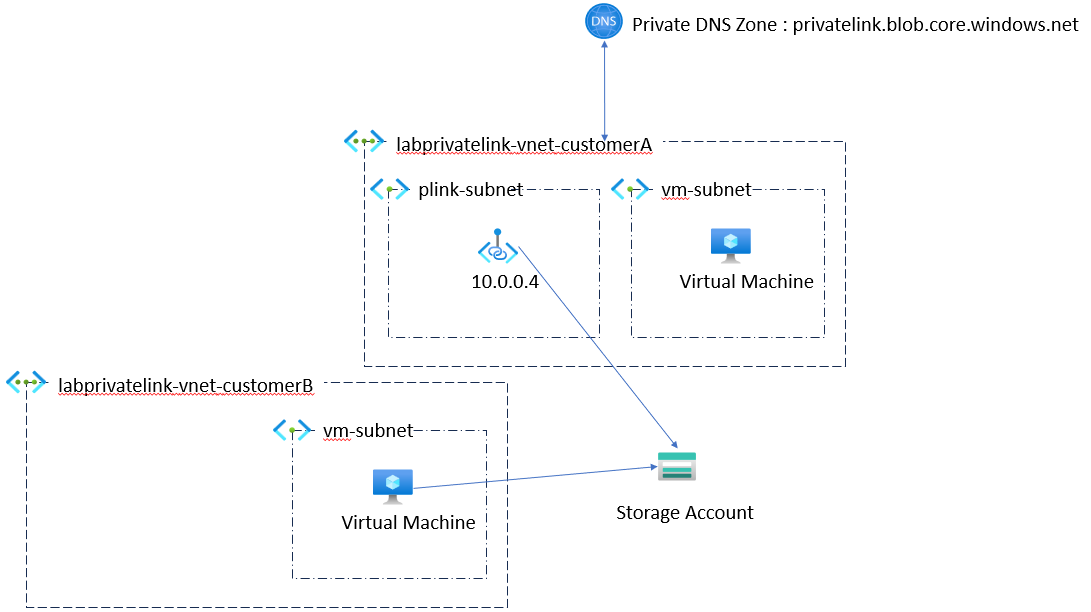 DNS
Private DNS Zone : privatelink.blob.core.windows.net
labprivatelink-vnet-customerA
plink-subnet
vm-subnet
10.0.0.4
Virtual Machine
labprivatelink-vnet-customerB
vm-subnet
Virtual Machine
Storage Account